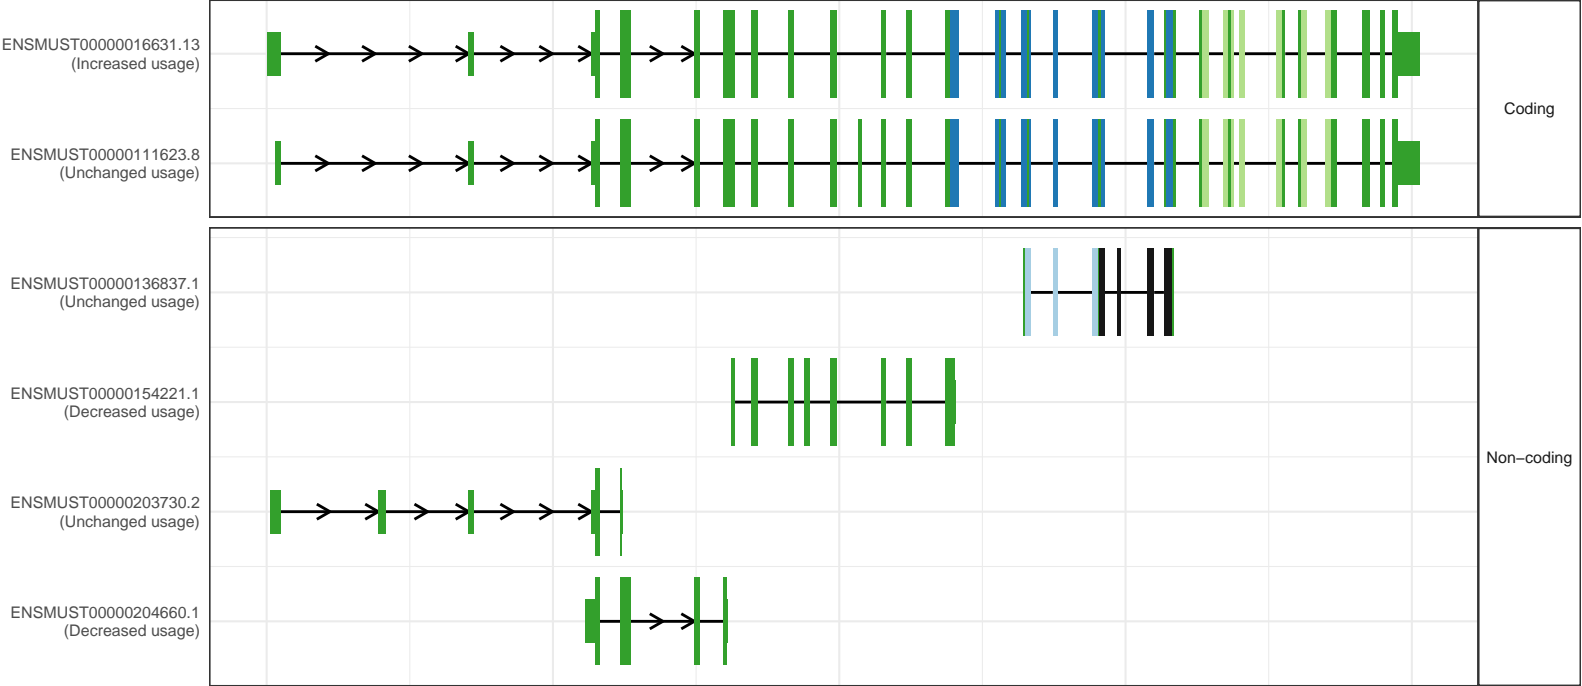 ENSMUST00000016631.13
(Increased usage)
ENSMUST00000111623.8
(Unchanged usage)
Coding
ENSMUST00000136837.1
(Unchanged usage)
ENSMUST00000154221.1
(Decreased usage)
ENSMUST00000203730.2
(Unchanged usage)
ENSMUST00000204660.1
(Decreased usage)
Non−coding